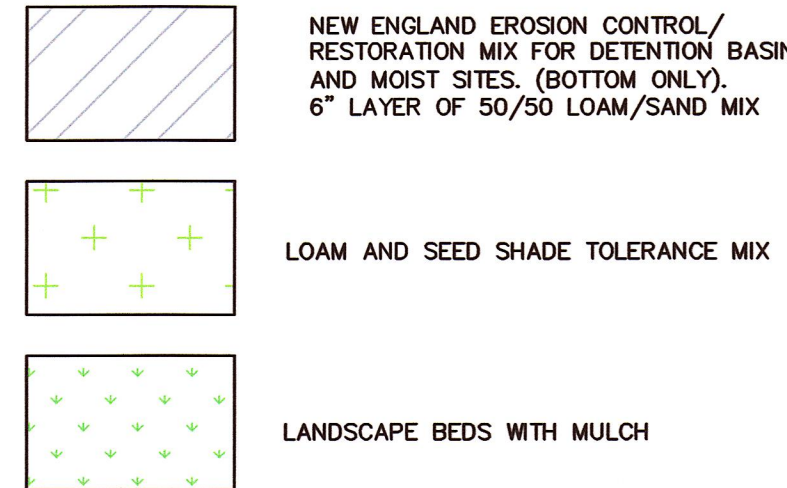 NEW ENGLAND EROSION CONTROL/
RESTORATION MIX FOR DETENTION BASIN
AND MOIST SITES. (BOTTOM ONLY).
6" LAYER OF 50/50 LOAM/SAND MIX
LOAM AND SEED SHADE TOLERANCE MIX
LANDSCAPE BEDS WITH MULCH